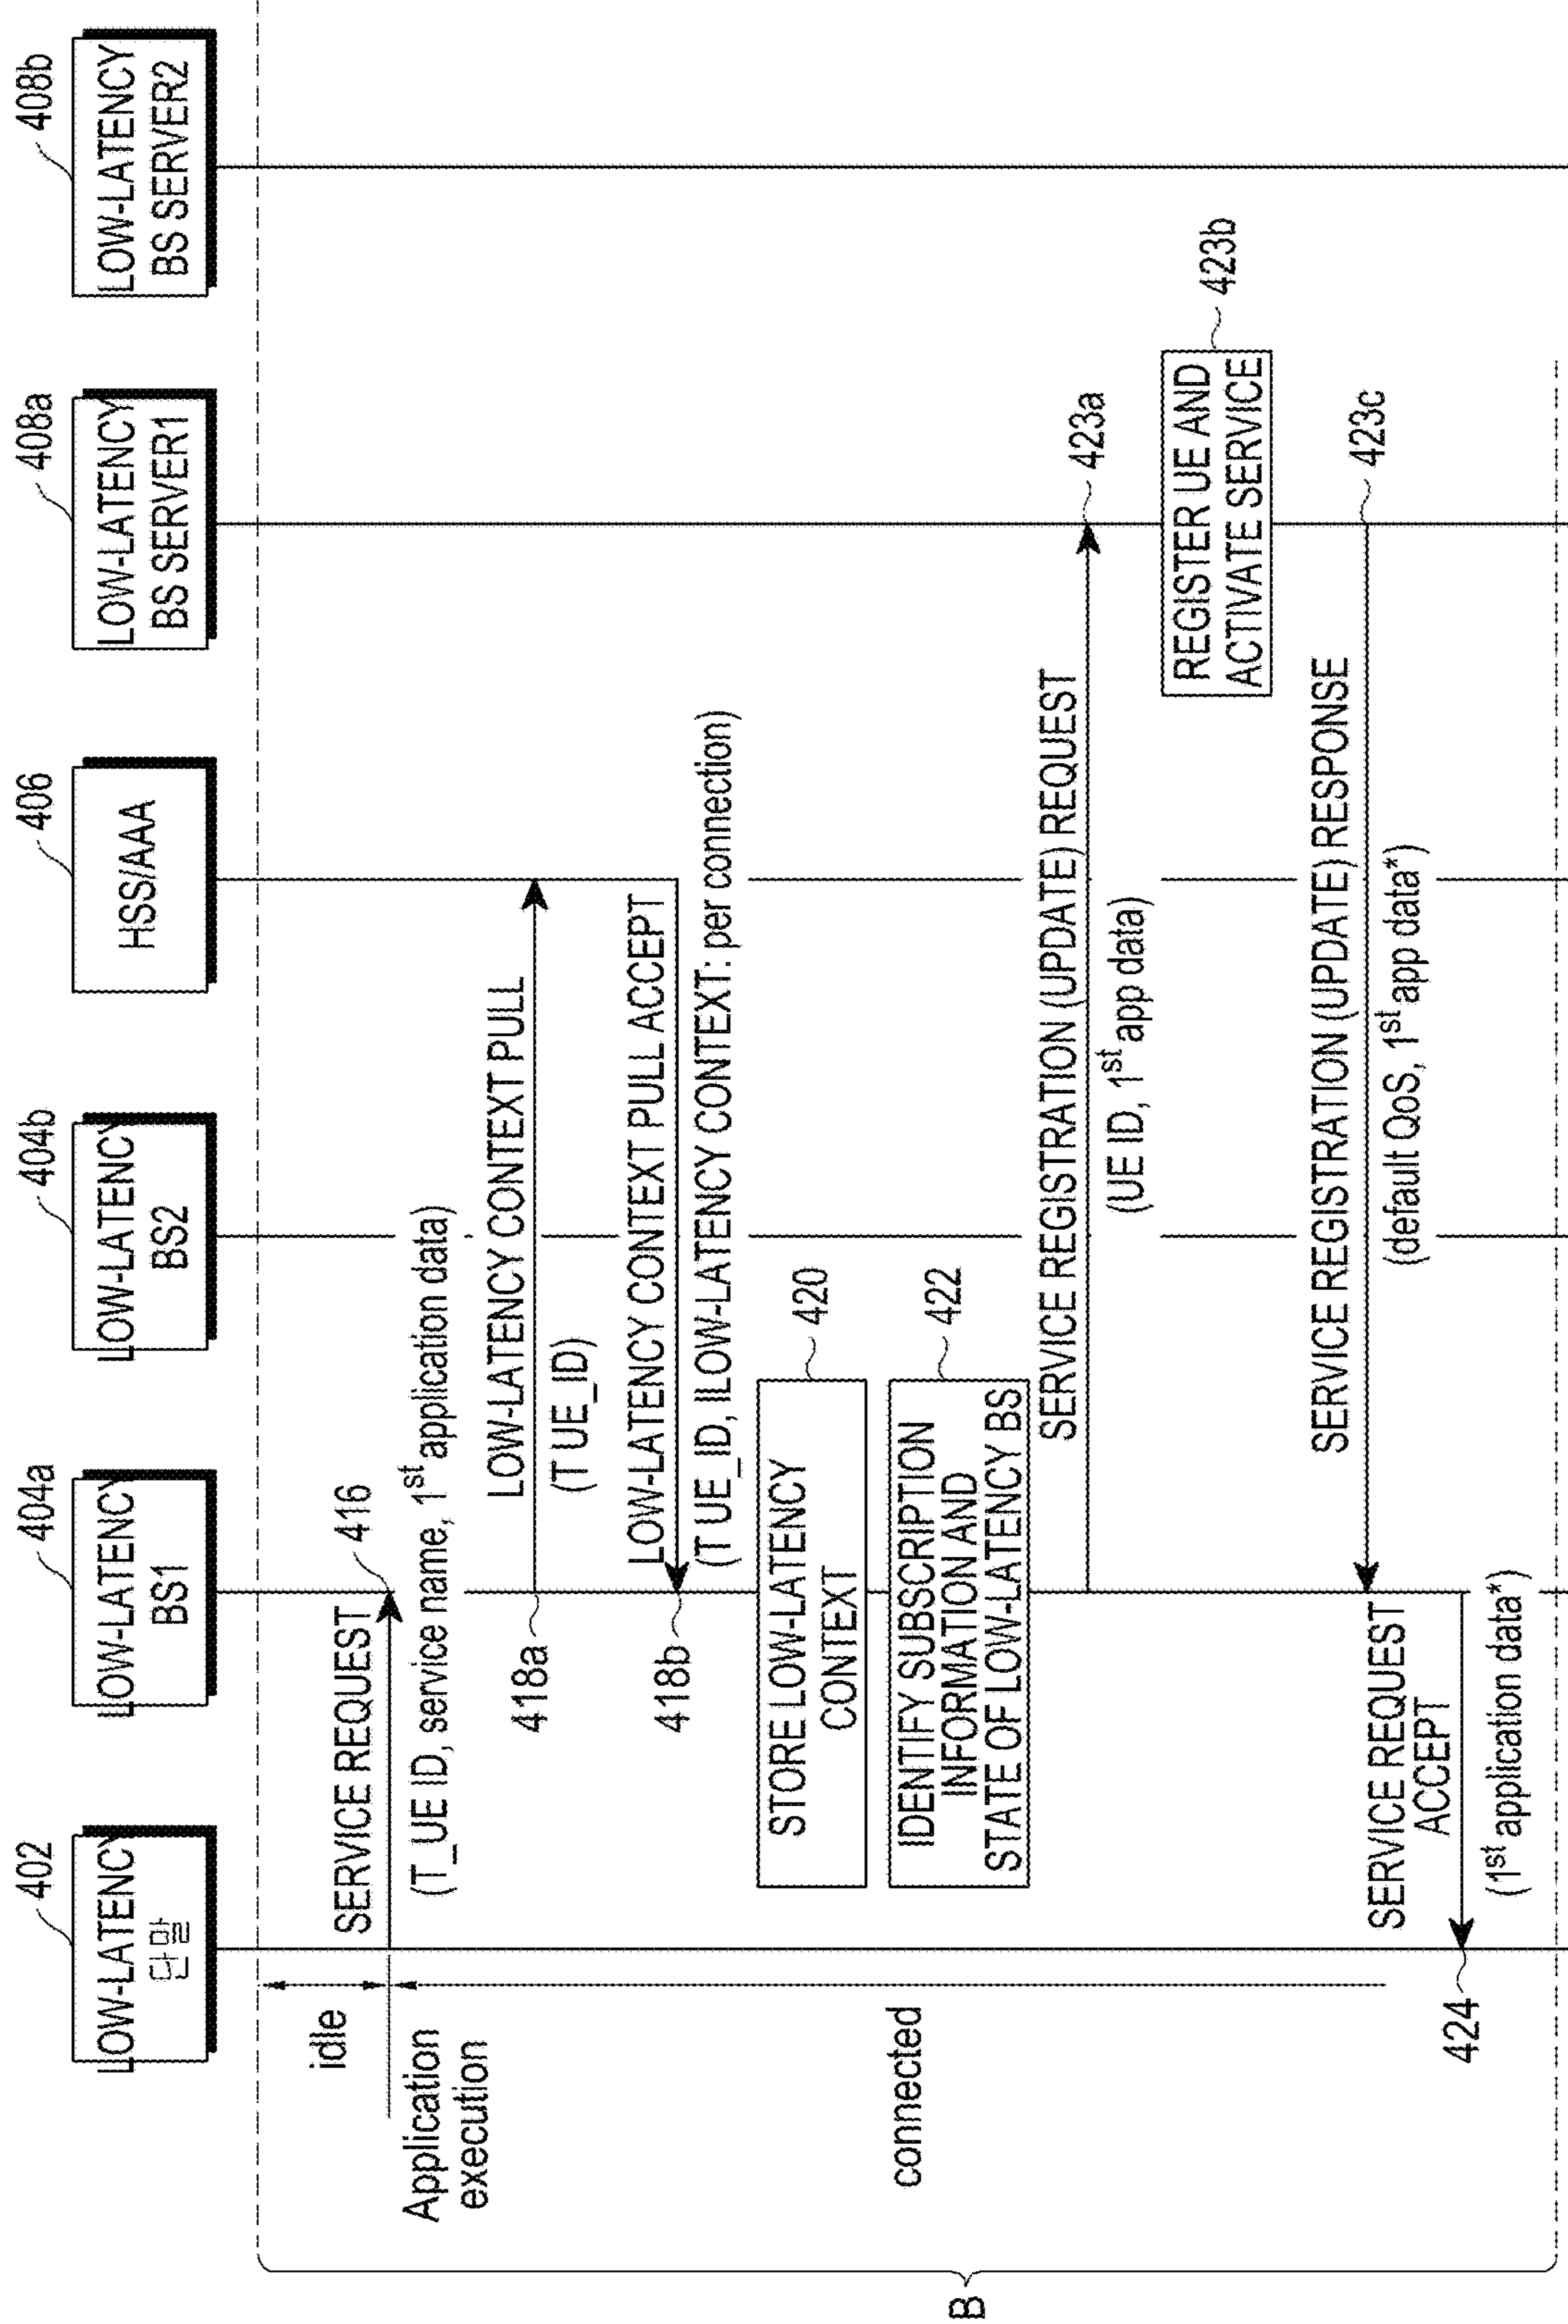 402
LOW-LATENCY
단말
404a
LOW-LATENCY
BS1
404b
LOW-LATENCY
BS2
406
HSS/AAA
408a
LOW-LATENCY
BS SERVER1
408b
LOW-LATENCY
BS SERVER2
idle
Application
execution
connected
B
SERVICE REQUEST
416
(T_UE ID, service name, 1st application data)
LOW-LATENCY CONTEXT PULL
418a
(T UE_ID)
LOW-LATENCY CONTEXT PULL ACCEPT
418b
(T UE_ID, lLOW-LATENCY CONTEXT: per connection)
STORE LOW-LATENCY
CONTEXT
420
IDENTIFY SUBSCRIPTION
INFORMATION AND
STATE OF LOW-LATENCY BS
422
SERVICE REGISTRATION (UPDATE) REQUEST
423a
(UE ID, 1st app data)
REGISTER UE AND
ACTIVATE SERVICE
423b
SERVICE REGISTRATION (UPDATE) RESPONSE
423c
(default QoS, 1st app data*)
SERVICE REQUEST
ACCEPT
424
(1st application data*)